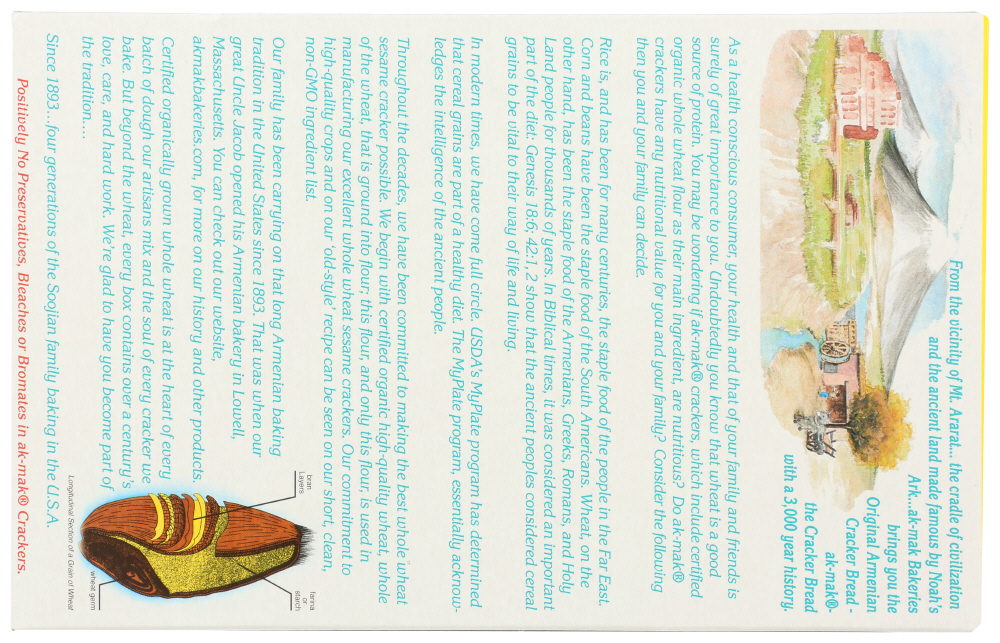 From the vicinity of Mt. Ararat... the cradle of civilization
and the ancient land made famous by Noah's
Ark...ak-mak Bakeries
brings you the
Original Armenian
Cracker Bread -
ak-mak®-
the Cracker Bread
with a 3,000 year history.
As a health conscious consumer, your health and that of your family and friends is
surely of great importance to you. Undoubtedly you know that wheat is a good
source of protein. You may be wondering if ak-mak® crackers, which include certified
organic whole wheat flour as their main ingredient, are nutritious? Do ak-mak®
crackers have any nutritional value for you and your family? Consider the following
then you and your family can decide.
Rice is, and has been for many centuries, the staple food of the people in the Far East.
Corn and beans have been the staple food of the South Americans. Wheat, on the
other hand, has been the staple food of the Armenians, Greeks, Romans, and Holy
Land people for thousands of years. In Biblical times, it was considered an important
part of the diet: Genesis 18:6; 42:1, 2 show that the ancient peoples considered cereal
grains to be vital to their way of life and living.
In modern times, we have come full circle. USDA's MyPlate program has determined
that cereal grains are part of a healthy diet. The MyPlate program, essentially acknow-
ledges the intelligence of the ancient people.
Throughout the decades, we have been committed to making the best whole wheat
sesame cracker possible. We begin with certified organic high-quality wheat, whole
of the wheat, that is ground into flour; this flour, and only this flour, is used in
manufacturing our excellent whole wheat sesame crackers. Our commitment to
high-quality crops and on our 'old-style' recipe can be seen on our short, clean,
non-GMO ingredient list.
Our family has been carrying on that long Armenian baking
tradition in the United States since 1893. That was when our
great Uncle Jacob opened his Armenian bakery in Lowell,
Massachusetts. You can check out our website,
akmakbakeries.com, for more on our history and other products.
Certified organically grown whole wheat is at the heart of every
batch of dough our artisans mix and the soul of every cracker we
bake. But beyond the wheat, every box contains over a century's
love, care, and hard work. We're glad to have you become part of
the tradition....
Since 1893...four generations of the Soojian family baking in the U.S.A.
Positively No Preservatives, Bleaches or Bromates in ak-mak® Crackers.
bran
Layers
farina
or
starch
wheat germ
Longitudinal Section of a Grain of Wheat